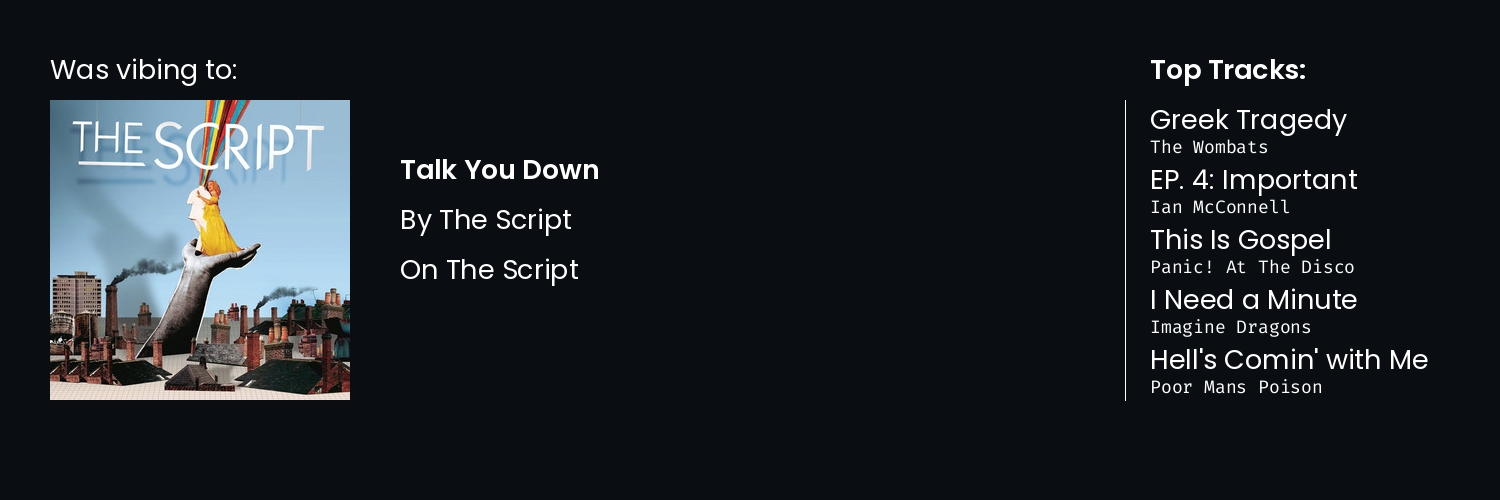 Was vibing to:
THE SCRIPT
Talk You Down
By The Script
On The Script
Top Tracks:
Greek Tragedy
The Wombats
EP. 4: Important
Ian McConnell
This Is Gospel
Panic! At The Disco
I Need a Minute
Imagine Dragons
Hell's Comin' with Me
Poor Mans Poison